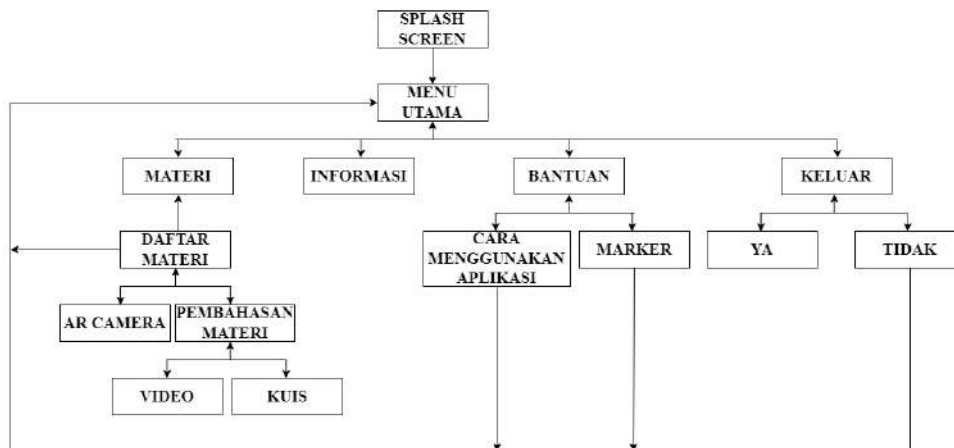 SPLASH
SCREEN
MENU
UTAMA
MATERI
INFORMASI
BANTUAN
KELUAR
DAFTAR
MATERI
CARA
MENGGUNAKAN
APLIKASI
MARKER
YA
TIDAK
AR CAMERA
PEMBAHASAN
MATERI
VIDEO
KUIS